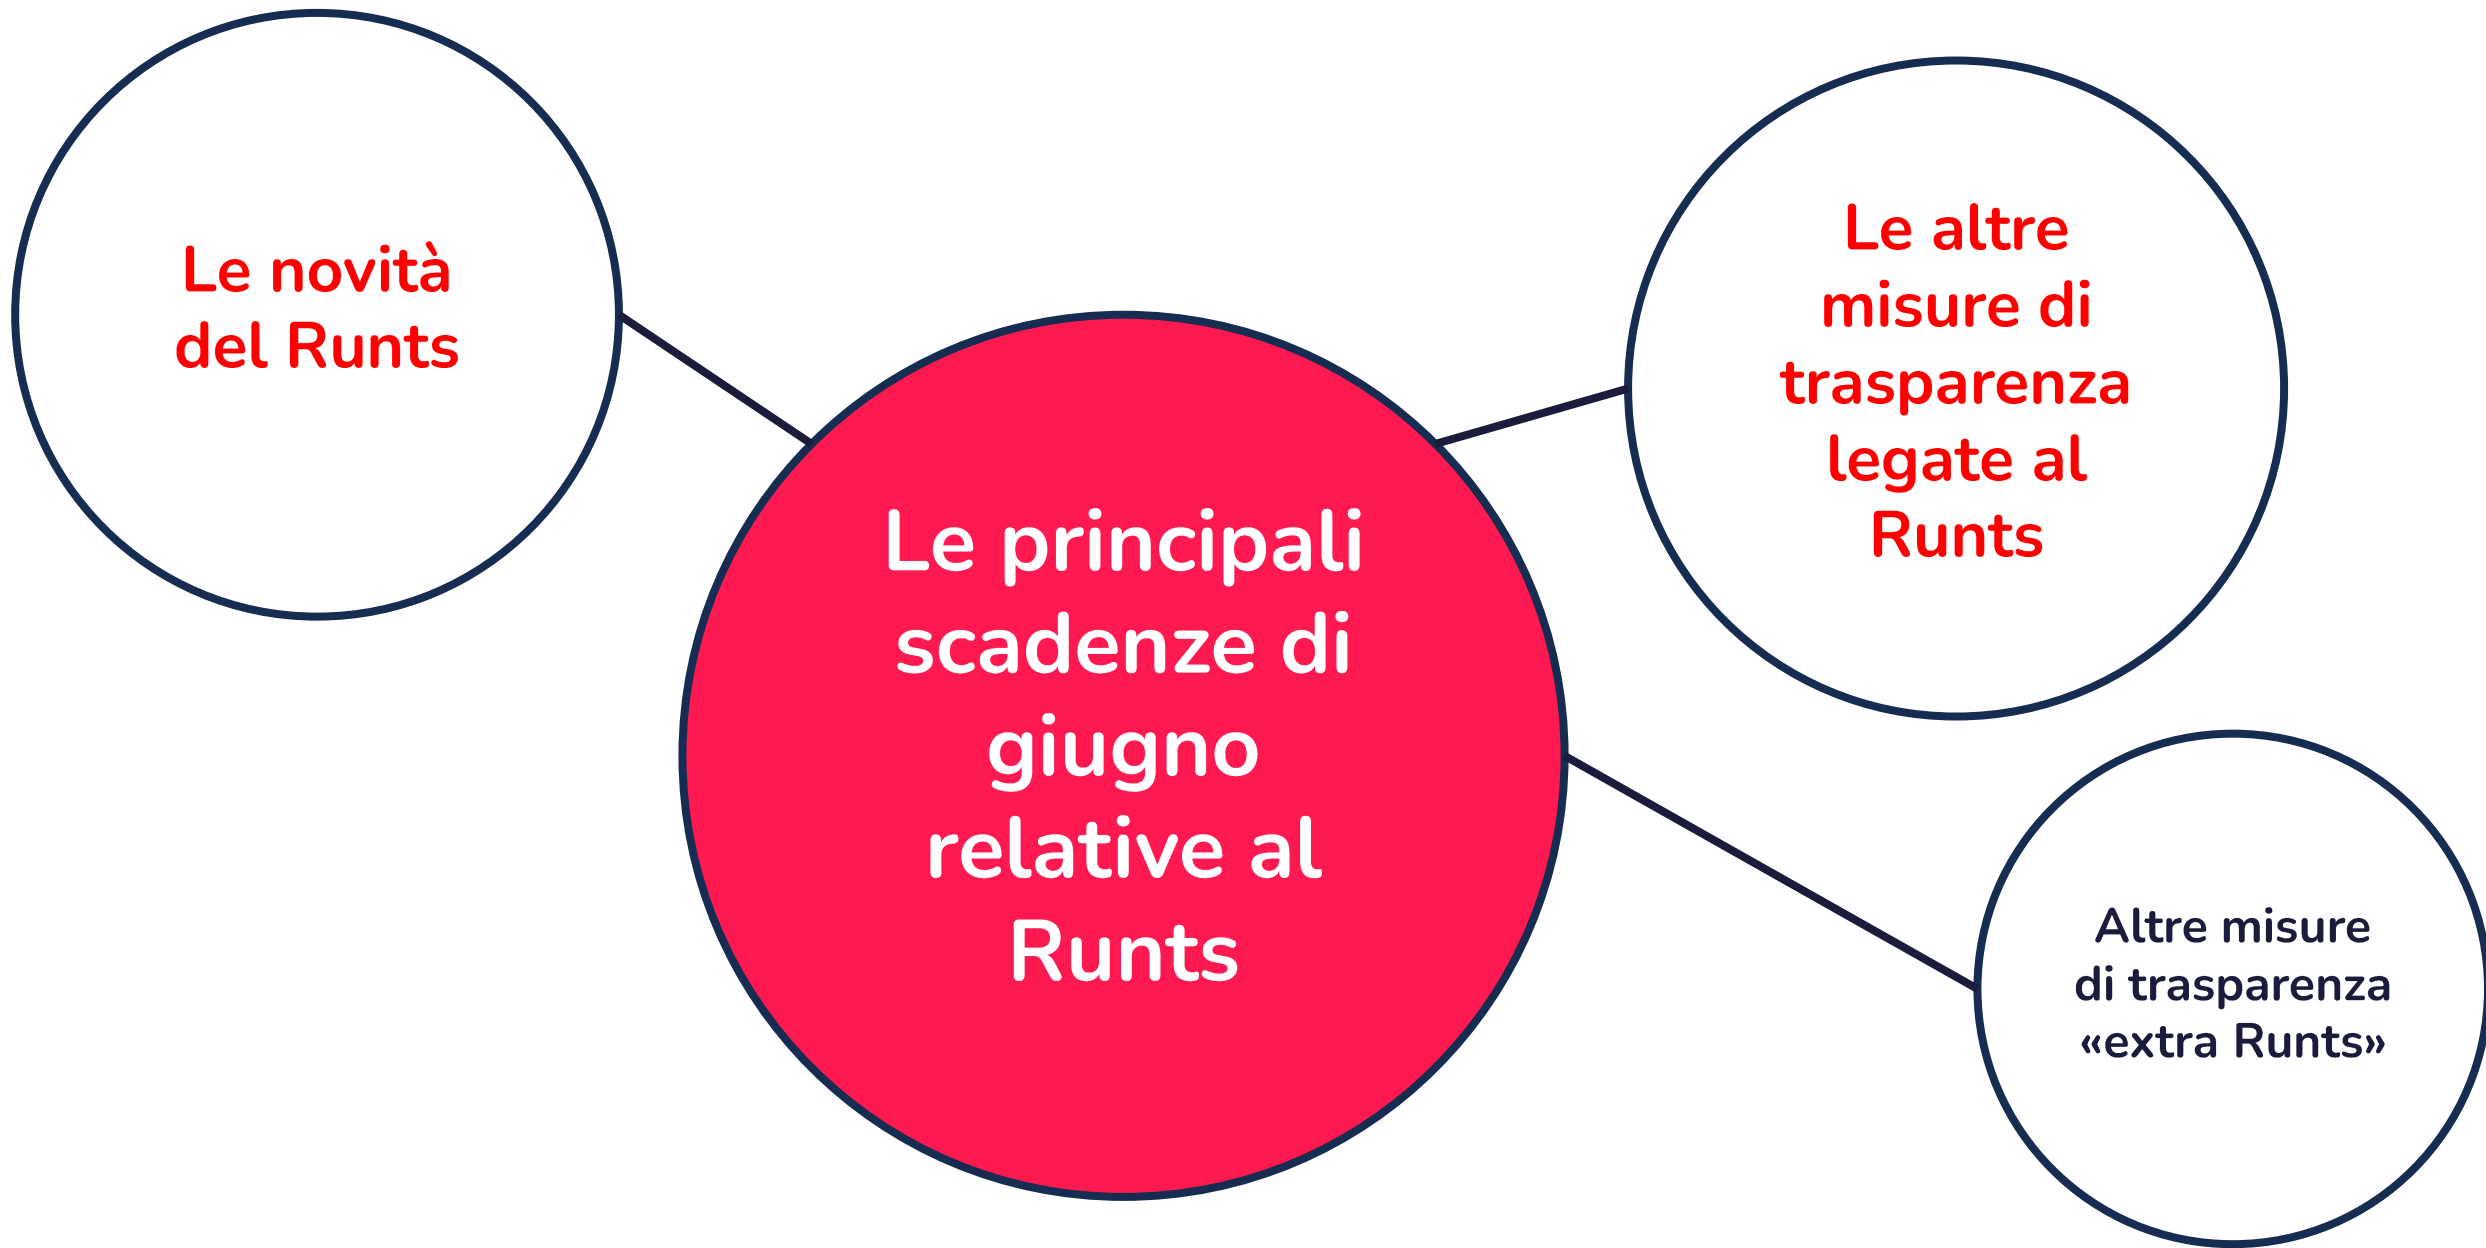 Le novità
del Runts
Le principali
scadenze di
giugno
relative al
Runts
Le altre
misure di
trasparenza
legate al
Runts
Altre misure
di trasparenza
«extra Runts»